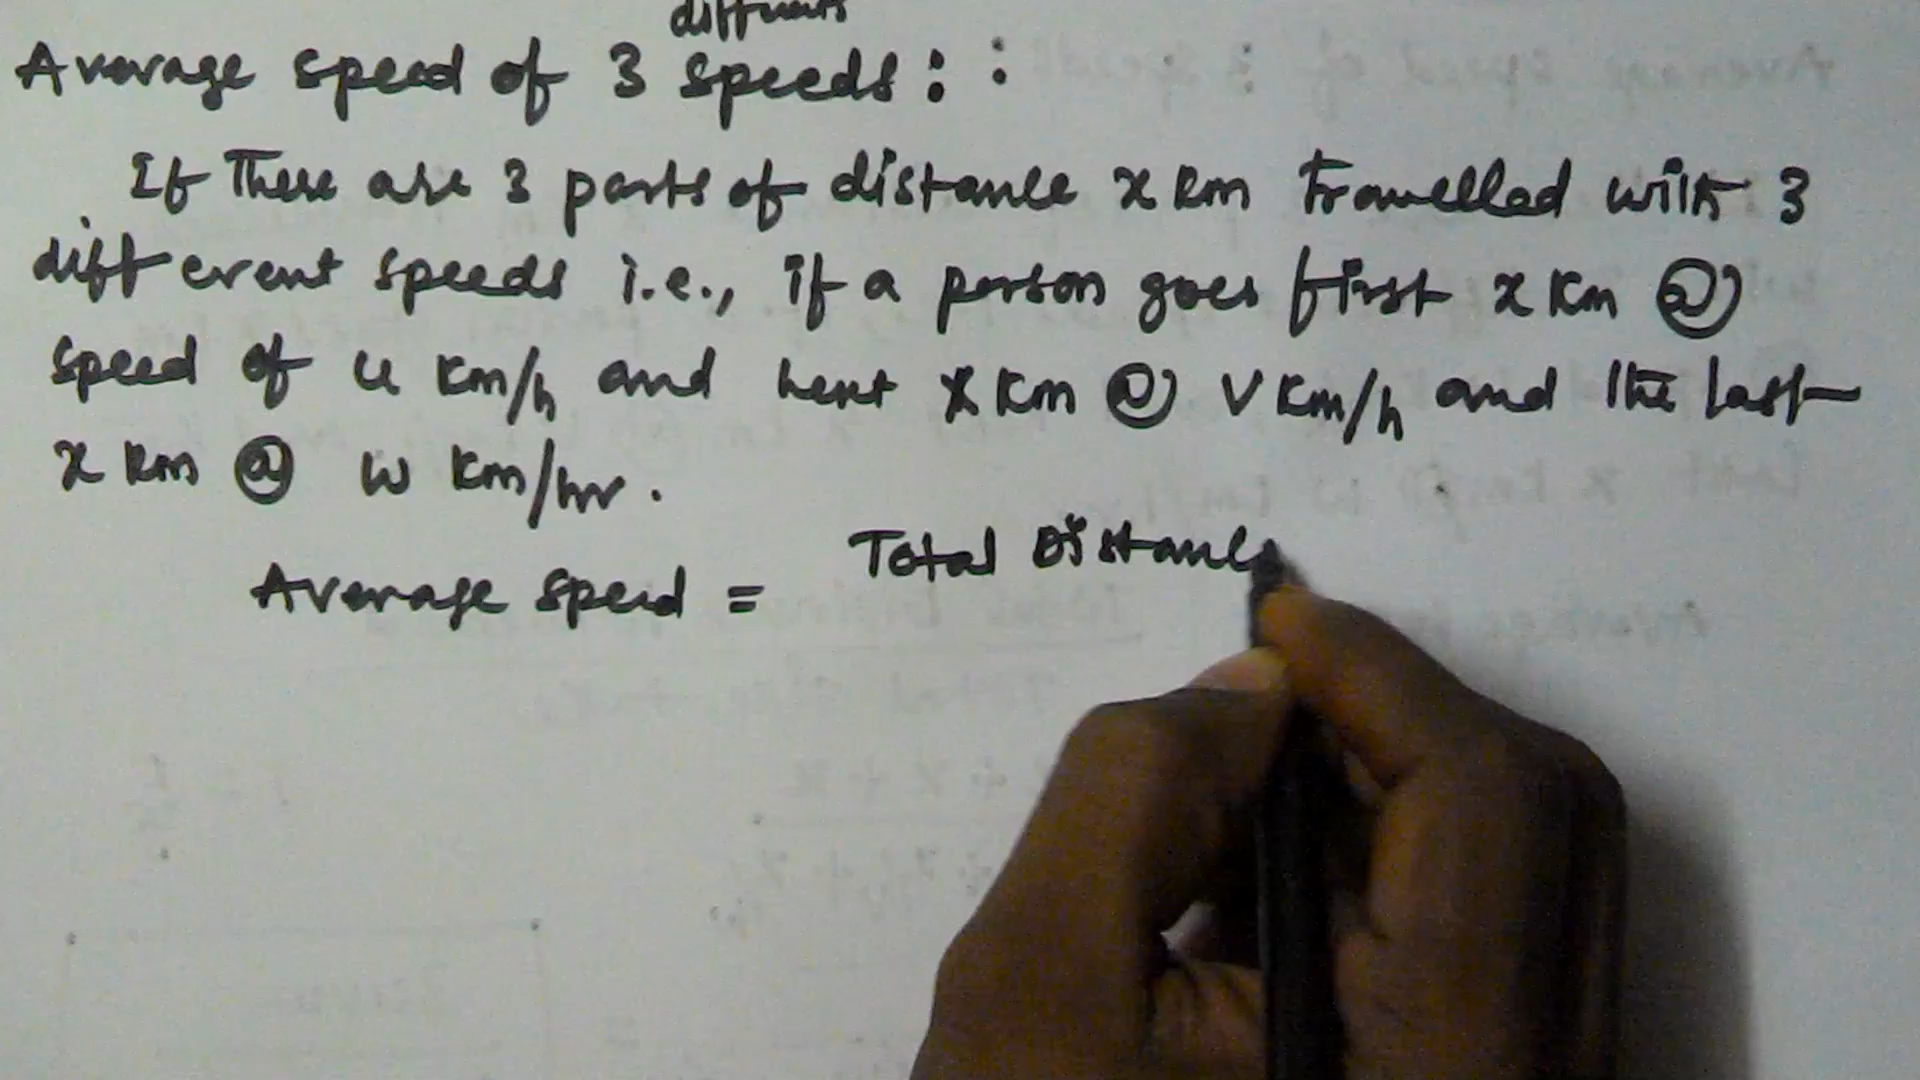 different
Average speed of 3 speeds : :
If There are 3 parts of distance x km Travelled with 3
different speeds i.e., if a person goes first x km @
speed of u km/h and next x km @ v km/h and the last
x km @ w km/hr.
Total Distance
Average speed =